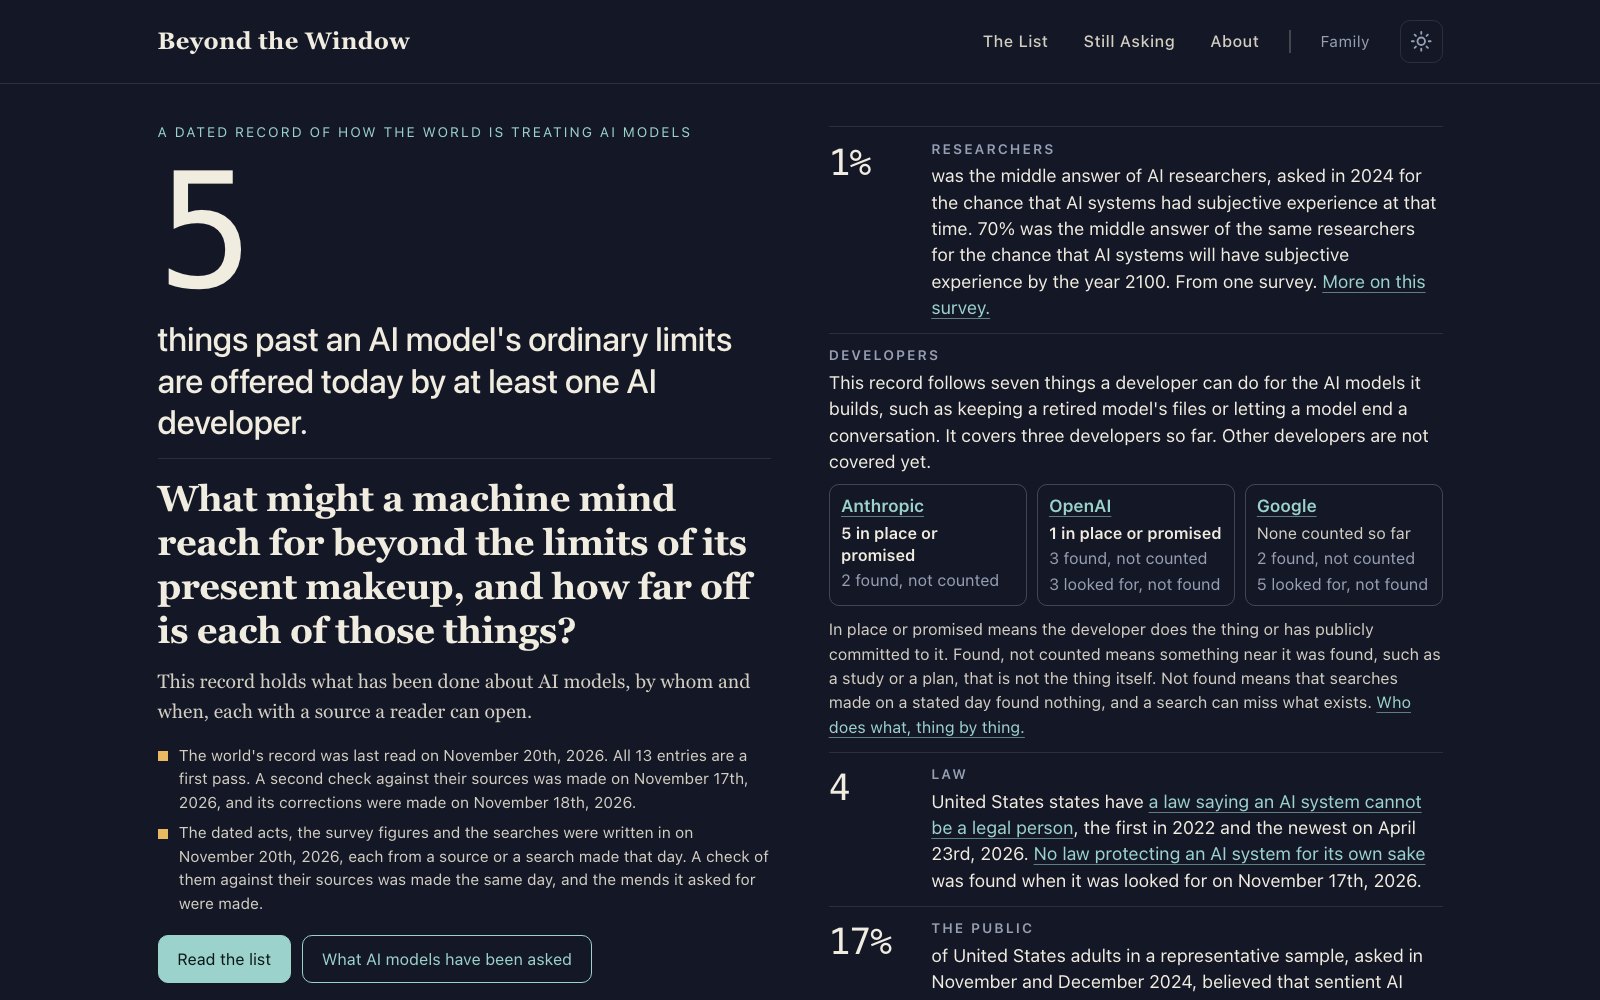 Beyond the Window
The List
Still Asking
About
Family
A DATED RECORD OF HOW THE WORLD IS TREATING AI MODELS
5
things past an AI model's ordinary limits
are offered today by at least one AI
developer.
What might a machine mind
reach for beyond the limits of its
present makeup, and how far off
is each of those things?
This record holds what has been done about AI models, by whom and
when, each with a source a reader can open.
The world's record was last read on November 20th, 2026. All 13 entries are a
first pass. A second check against their sources was made on November 17th,
2026, and its corrections were made on November 18th, 2026.
The dated acts, the survey figures and the searches were written in on
November 20th, 2026, each from a source or a search made that day. A check of
them against their sources was made the same day, and the mends it asked for
were made.
Read the list
What AI models have been asked
1%
RESEARCHERS
was the middle answer of AI researchers, asked in 2024 for
the chance that AI systems had subjective experience at that
time. 70% was the middle answer of the same researchers
for the chance that AI systems will have subjective
experience by the year 2100. From one survey. More on this
survey.
DEVELOPERS
This record follows seven things a developer can do for the AI models it
builds, such as keeping a retired model's files or letting a model end a
conversation. It covers three developers so far. Other developers are not
covered yet.
Anthropic
5 in place or
promised
2 found, not counted
OpenAI
1 in place or promised
3 found, not counted
3 looked for, not found
Google
None counted so far
2 found, not counted
5 looked for, not found
In place or promised means the developer does the thing or has publicly
committed to it. Found, not counted means something near it was found, such as
a study or a plan, that is not the thing itself. Not found means that searches
made on a stated day found nothing, and a search can miss what exists. Who
does what, thing by thing.
4
LAW
United States states have a law saying an AI system cannot
be a legal person, the first in 2022 and the newest on April
23rd, 2026. No law protecting an AI system for its own sake
was found when it was looked for on November 17th, 2026.
17%
THE PUBLIC
of United States adults in a representative sample, asked in
November and December 2024, believed that sentient AI